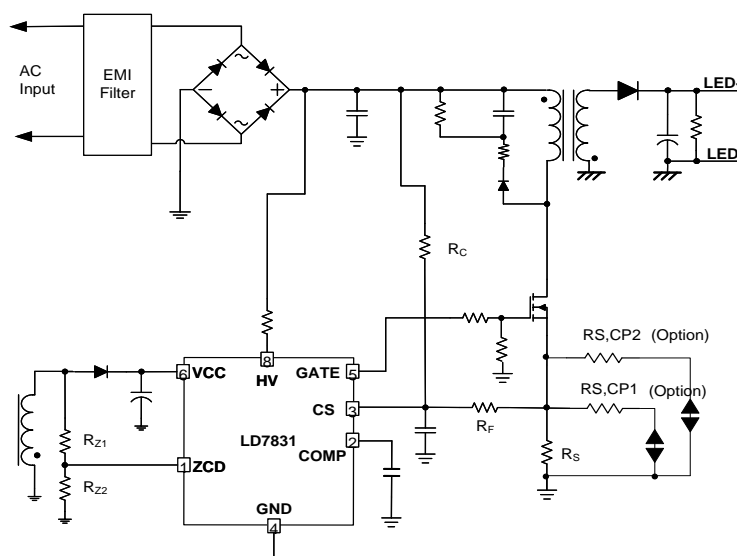 AC
Input
EMI
Filter
~
−
+
~
LED-
LED
RC
RS,CP2 (Option)
RS,CP1 (Option)
8
HV
6 VCC
GATE 5
CS 3
RF
RS
LD7831
2
COMP
RZ1
1 ZCD
RZ2
GND
4